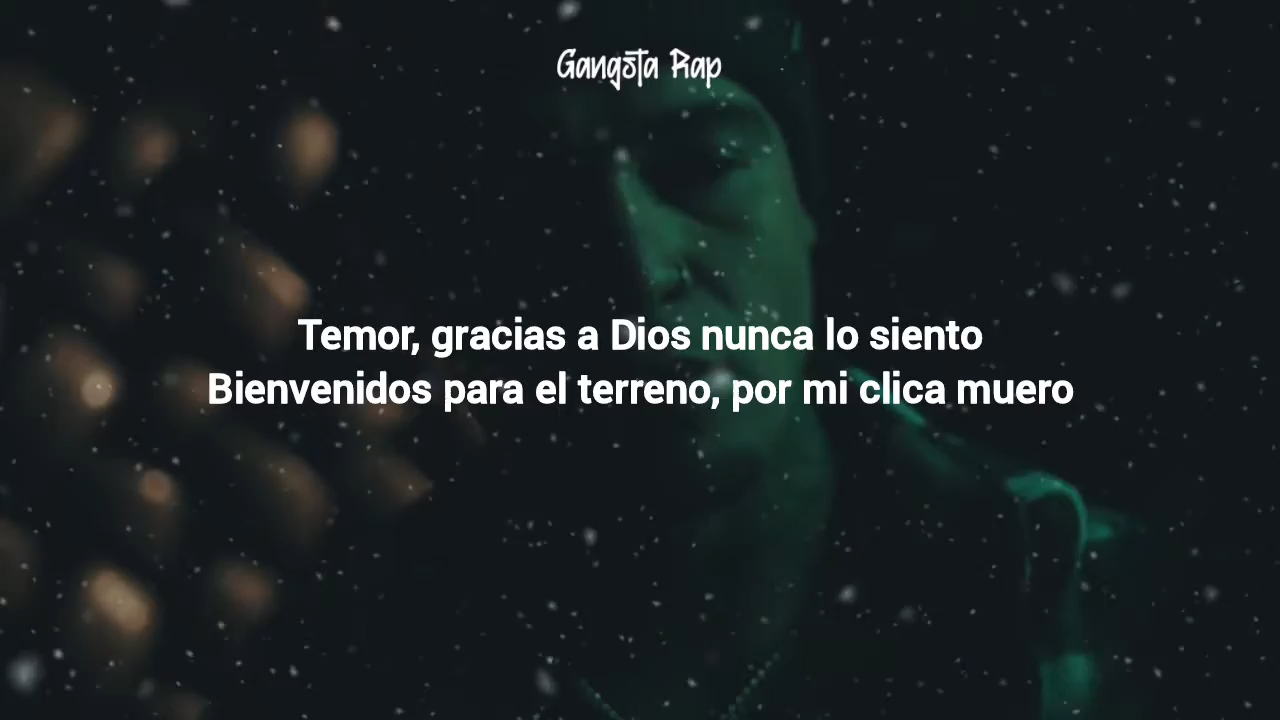 Gangsta Rap
Temor, gracias a Dios nunca lo siento
Bienvenidos para el terreno, por mi clica muero